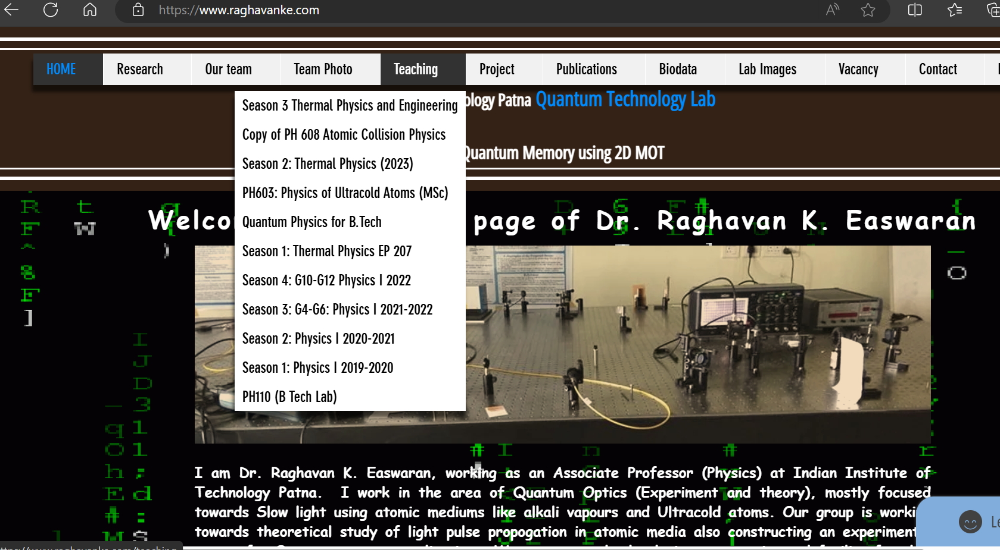 https://www.raghavanke.com
HOME Research Our team Team Photo Teaching Project Publications Biodata Lab Images Vacancy Contact
ology Patna Quantum Technology Lab
Quantum Memory using 2D MOT
Season 3 Thermal Physics and Engineering
Copy of PH 608 Atomic Collision Physics
Season 2: Thermal Physics (2023)
PH603: Physics of Ultracold Atoms (MSc)
Quantum Physics for B.Tech
Season 1: Thermal Physics EP 207
Season 4: G10-G12 Physics I 2022
Season 3: G4-G6: Physics I 2021-2022
Season 2: Physics I 2020-2021
Season 1: Physics I 2019-2020
PH110 (B Tech Lab)
Welco page of Dr. Raghavan K. Easwaran
I am Dr. Raghavan K. Easwaran, working as an Associate Professor (Physics) at Indian Institute of
Technology Patna. I work in the area of Quantum Optics (Experiment and theory), mostly focused
towards Slow light using atomic mediums like alkali vapours and Ultracold atoms. Our group is worki
towards theoretical study of light pulse propogation in atomic media also constructing an experiment
Le